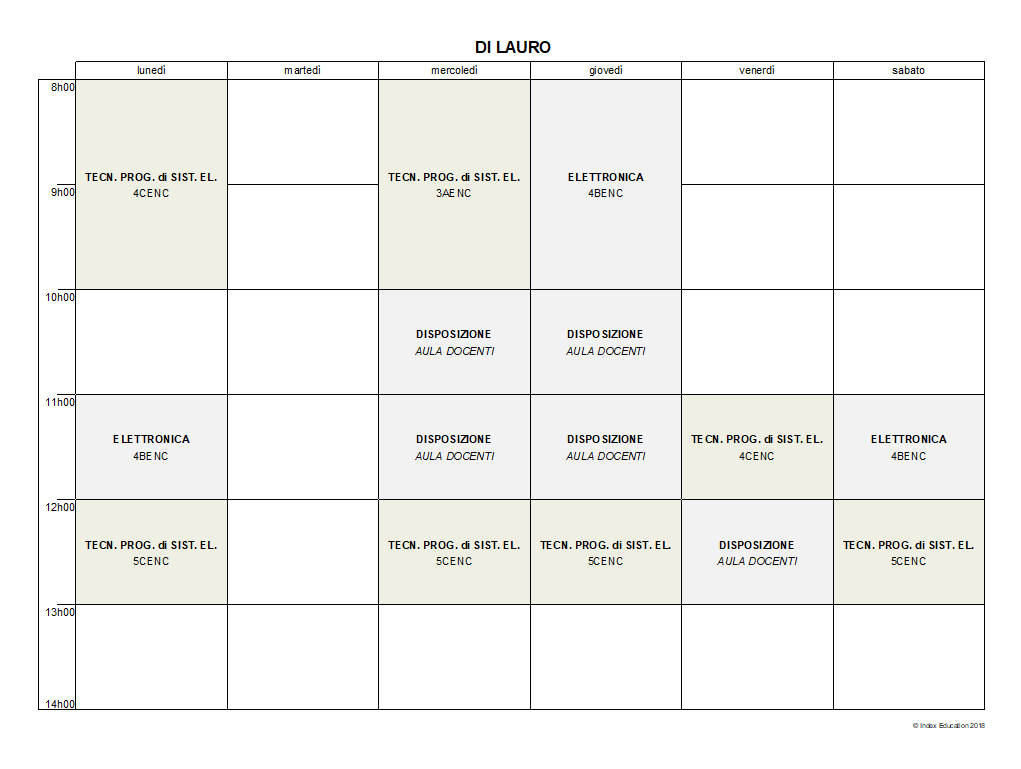 DI LAURO
lunedì martedì mercoledì giovedì venerdì sabato
8h00
TECN. PROG. di SIST. EL. TECN. PROG. di SIST. EL. ELETTRONICA
9h00 4CENC 3AENC 4BENC
10h00
DISPOSIZIONE DISPOSIZIONE
AULA DOCENTI AULA DOCENTI
11h00
ELETTRONICA DISPOSIZIONE DISPOSIZIONE TECN. PROG. di SIST. EL. ELETTRONICA
4BENC AULA DOCENTI AULA DOCENTI 4CENC 4BENC
12h00
TECN. PROG. di SIST. EL. TECN. PROG. di SIST. EL. TECN. PROG. di SIST. EL. DISPOSIZIONE TECN. PROG. di SIST. EL.
5CENC 5CENC 5CENC AULA DOCENTI 5CENC
13h00
14h00
© Index Education 2018